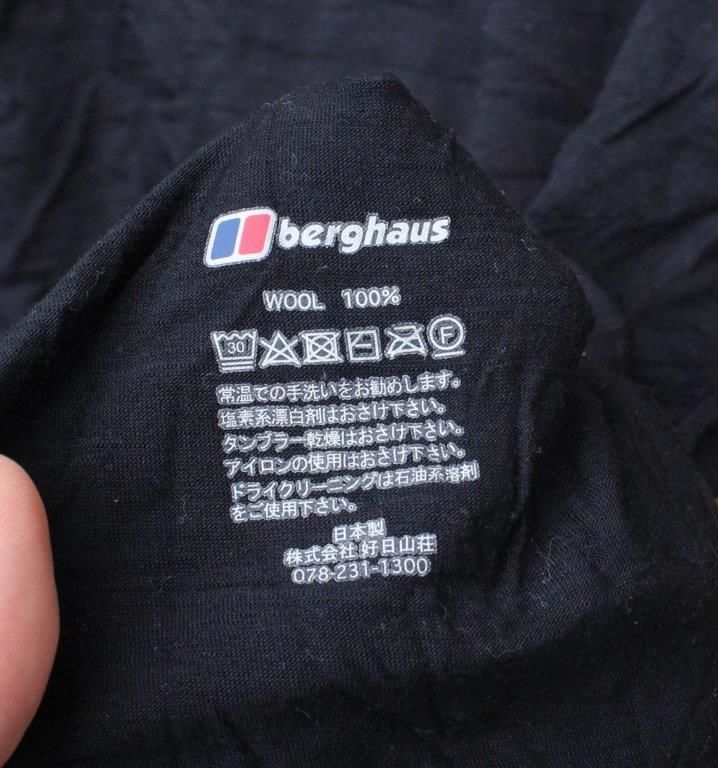 berghaus
WOOL 100%
30 F
常温での手洗いをお勧めします。
塩素系漂白剤はおさけ下さい。
タンブラー乾燥はおさけ下さい。
アイロンの使用はおさけ下さい。
ドライクリーニングは石油系溶剤
をご使用下さい。
日本製
株式会社 好日山荘
078-231-1300